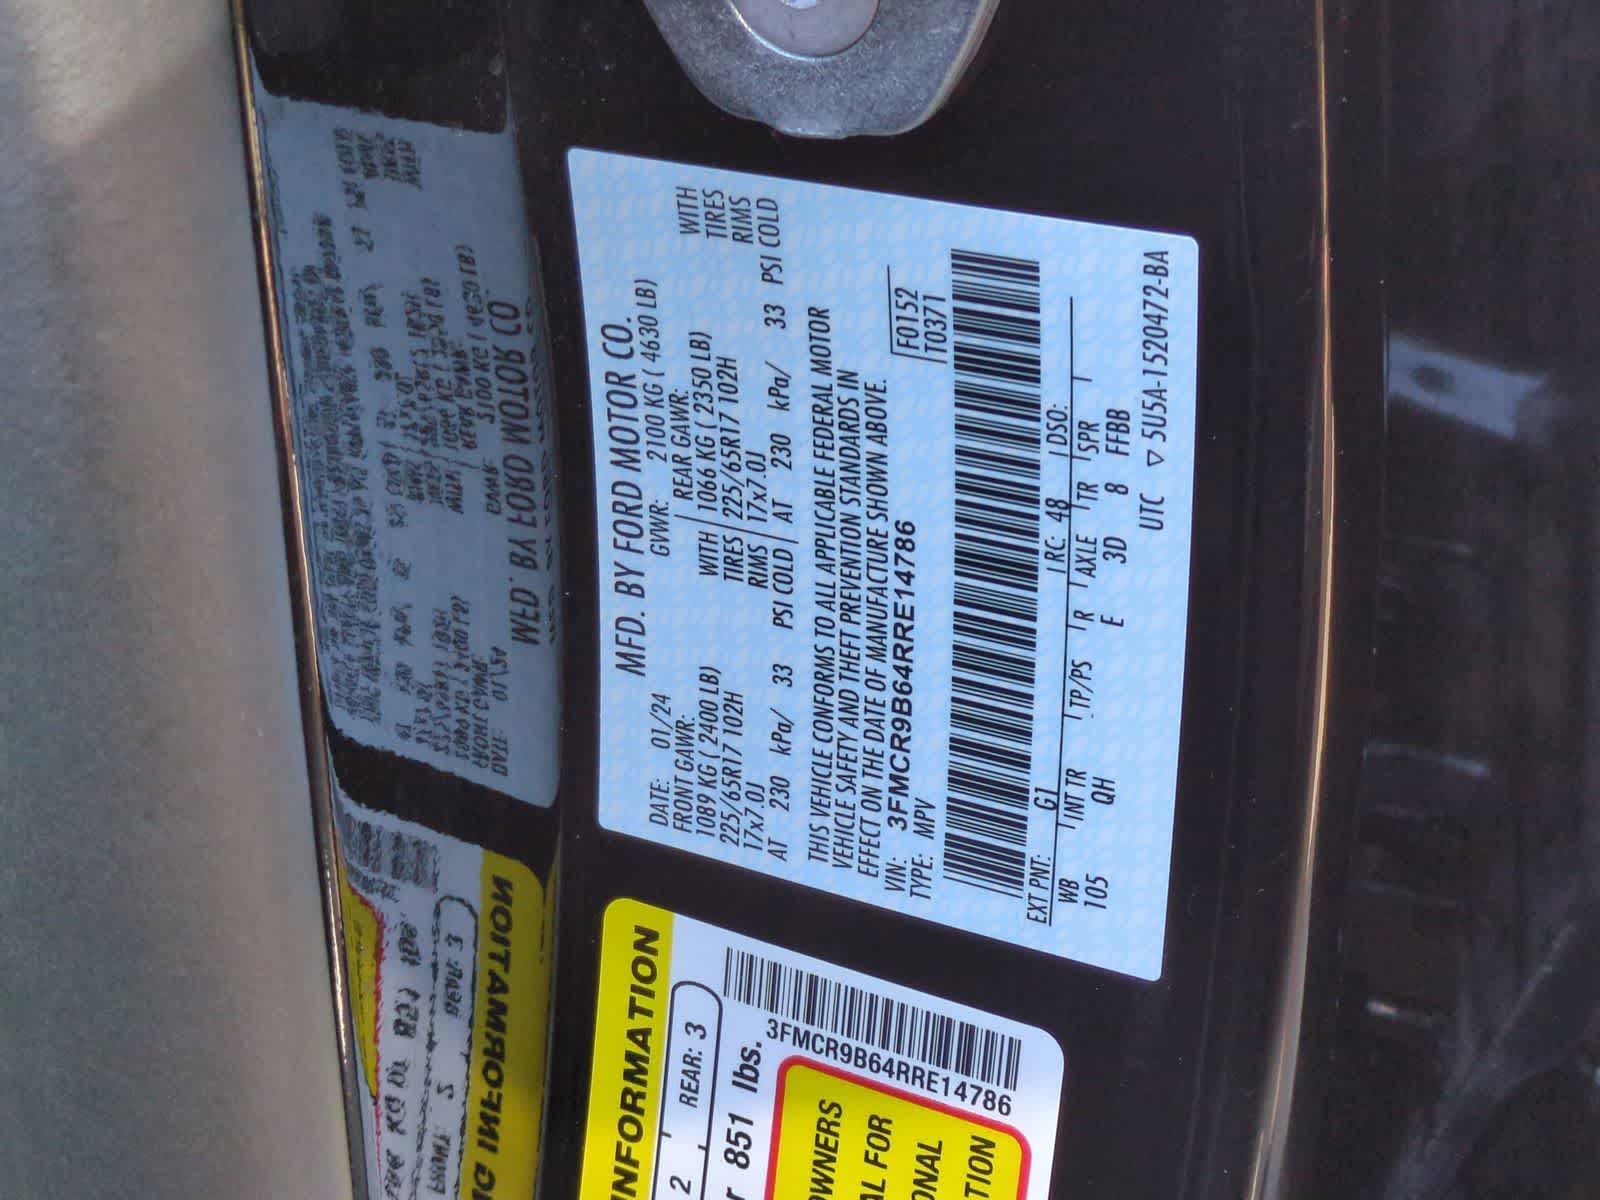 MFD. BY FORD MOTOR CO.
DATE: 01/24 GVWR: 2100 KG ( 4630 LB)
FRONT GAWR: REAR GAWR:
1089 KG ( 2400 LB) WITH 1066 KG ( 2350 LB) WITH
225/65R17 102H TIRES 225/65R17 102H TIRES
17x7.0J RIMS 17x7.0J RIMS
AT 230 kPa/ 33 PSI COLD AT 230 kPa/ 33 PSI COLD
THIS VEHICLE CONFORMS TO ALL APPLICABLE FEDERAL MOTOR
VEHICLE SAFETY AND THEFT PREVENTION STANDARDS IN
EFFECT ON THE DATE OF MANUFACTURE SHOWN ABOVE.
VIN: 3FMCR9B64RRE14786
TYPE: MPV
F0152
T0371
EXT PNT: G1 RC: 48 DSO:
WB INT TR TP/PS R AXLE TR SPR
105 QH E 3D 8 FFBB
UTC ▽ 5U5A-1520472-BA
INFORMATION
2 REAR: 3
r 851 lbs.
3FMCR9B64RRE14786
OWNERS
AL FOR
ONAL
TION